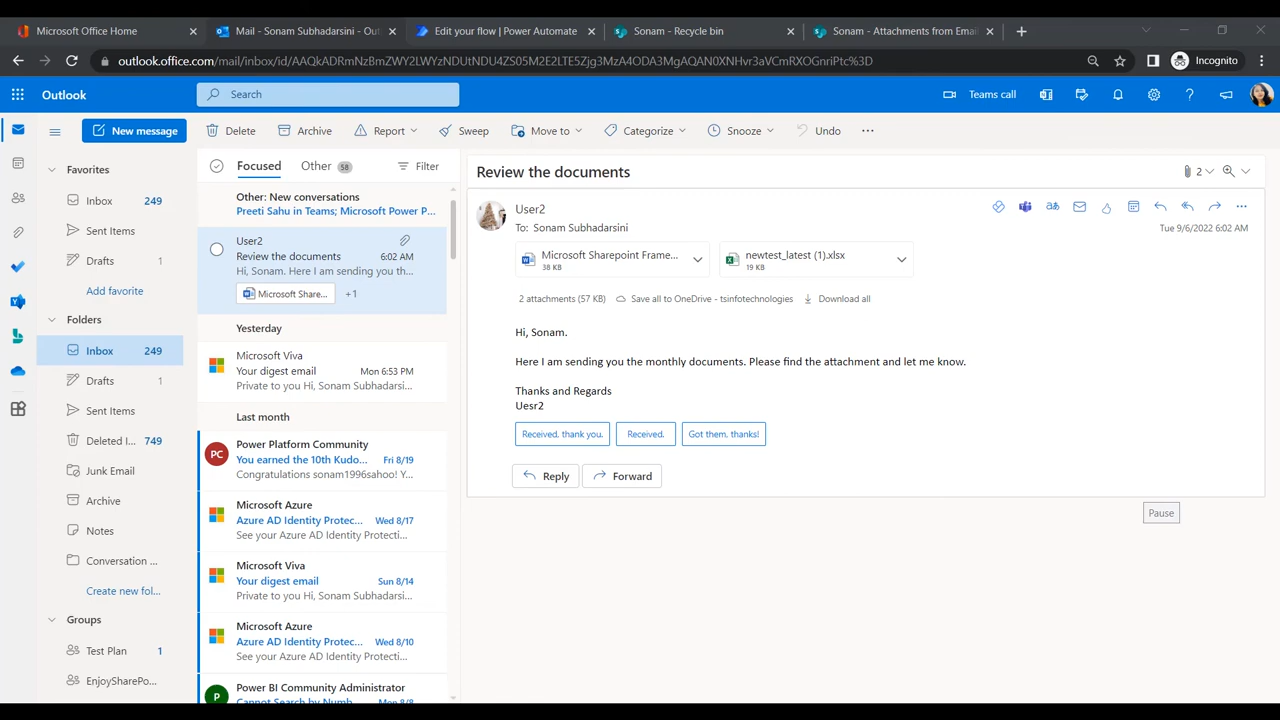 Microsoft Office Home
Mail - Sonam Subhadarsini - Out
Edit your flow | Power Automate
Sonam - Recycle bin
Sonam - Attachments from Email
outlook.office.com/mail/inbox/id/AAQkADRmNzBmZWY2LWYzNDUtNDU4ZS05M2E2LTE5Zjg3MzA4ODA3MgAQAN0XNHvr3aVCmRXOGnriPtc%3D
Incognito
Outlook
Search
Teams call
New message
Delete
Archive
Report
Sweep
Move to
Categorize
Snooze
Undo
Favorites
Inbox 249
Sent Items
Drafts 1
Add favorite
Folders
Inbox 249
Drafts 1
Sent Items
Deleted I... 749
Junk Email
Archive
Notes
Conversation ...
Create new fol...
Groups
Test Plan 1
EnjoySharePo...
Focused
Other 58
Filter
Other: New conversations
Preeti Sahu in Teams; Microsoft Power P...
User2
Review the documents 6:02 AM
Hi, Sonam. Here I am sending you th...
Microsoft Share... +1
Yesterday
Microsoft Viva
Your digest email Mon 6:53 PM
Private to you Hi, Sonam Subhadarsi...
Last month
PC
Power Platform Community
You earned the 10th Kudo... Fri 8/19
Congratulations sonam1996sahoo! Y...
Microsoft Azure
Azure AD Identity Protec... Wed 8/17
See your Azure AD Identity Protecti...
Microsoft Viva
Your digest email Sun 8/14
Private to you Hi, Sonam Subhadarsi...
Microsoft Azure
Azure AD Identity Protec... Wed 8/10
See your Azure AD Identity Protecti...
P
Power BI Community Administrator
Cannot Search by Numb... Mon 8/8
Review the documents
2
User2
To: Sonam Subhadarsini
Tue 9/6/2022 6:02 AM
Microsoft Sharepoint Frame...
38 KB
newtest_latest (1).xlsx
19 KB
2 attachments (57 KB)
Save all to OneDrive - tsinfotechnologies
Download all
Hi, Sonam.
Here I am sending you the monthly documents. Please find the attachment and let me know.
Thanks and Regards
Uesr2
Received, thank you.
Received.
Got them, thanks!
Reply
Forward
Pause